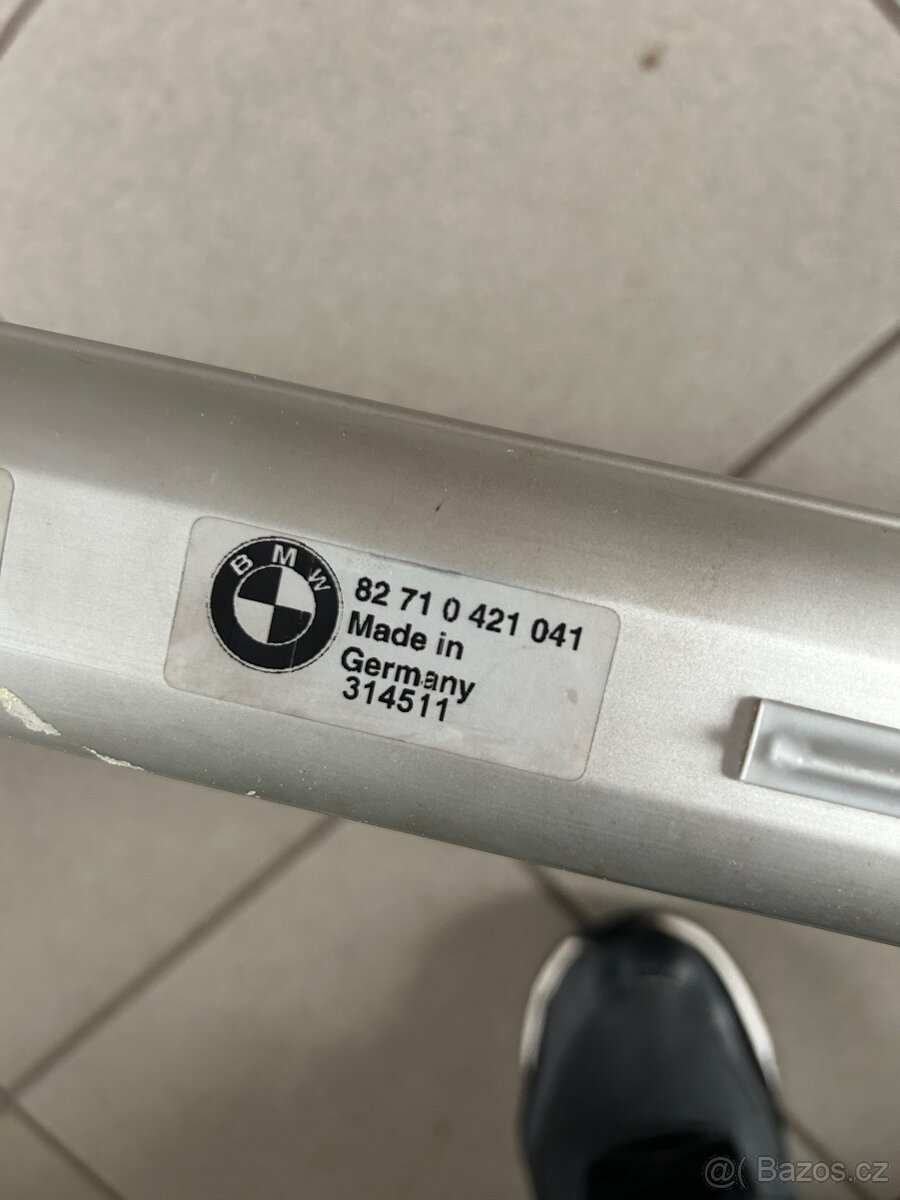 BMW
82 71 0 421 041
Made in
Germany
314511
@( Bazos.cz